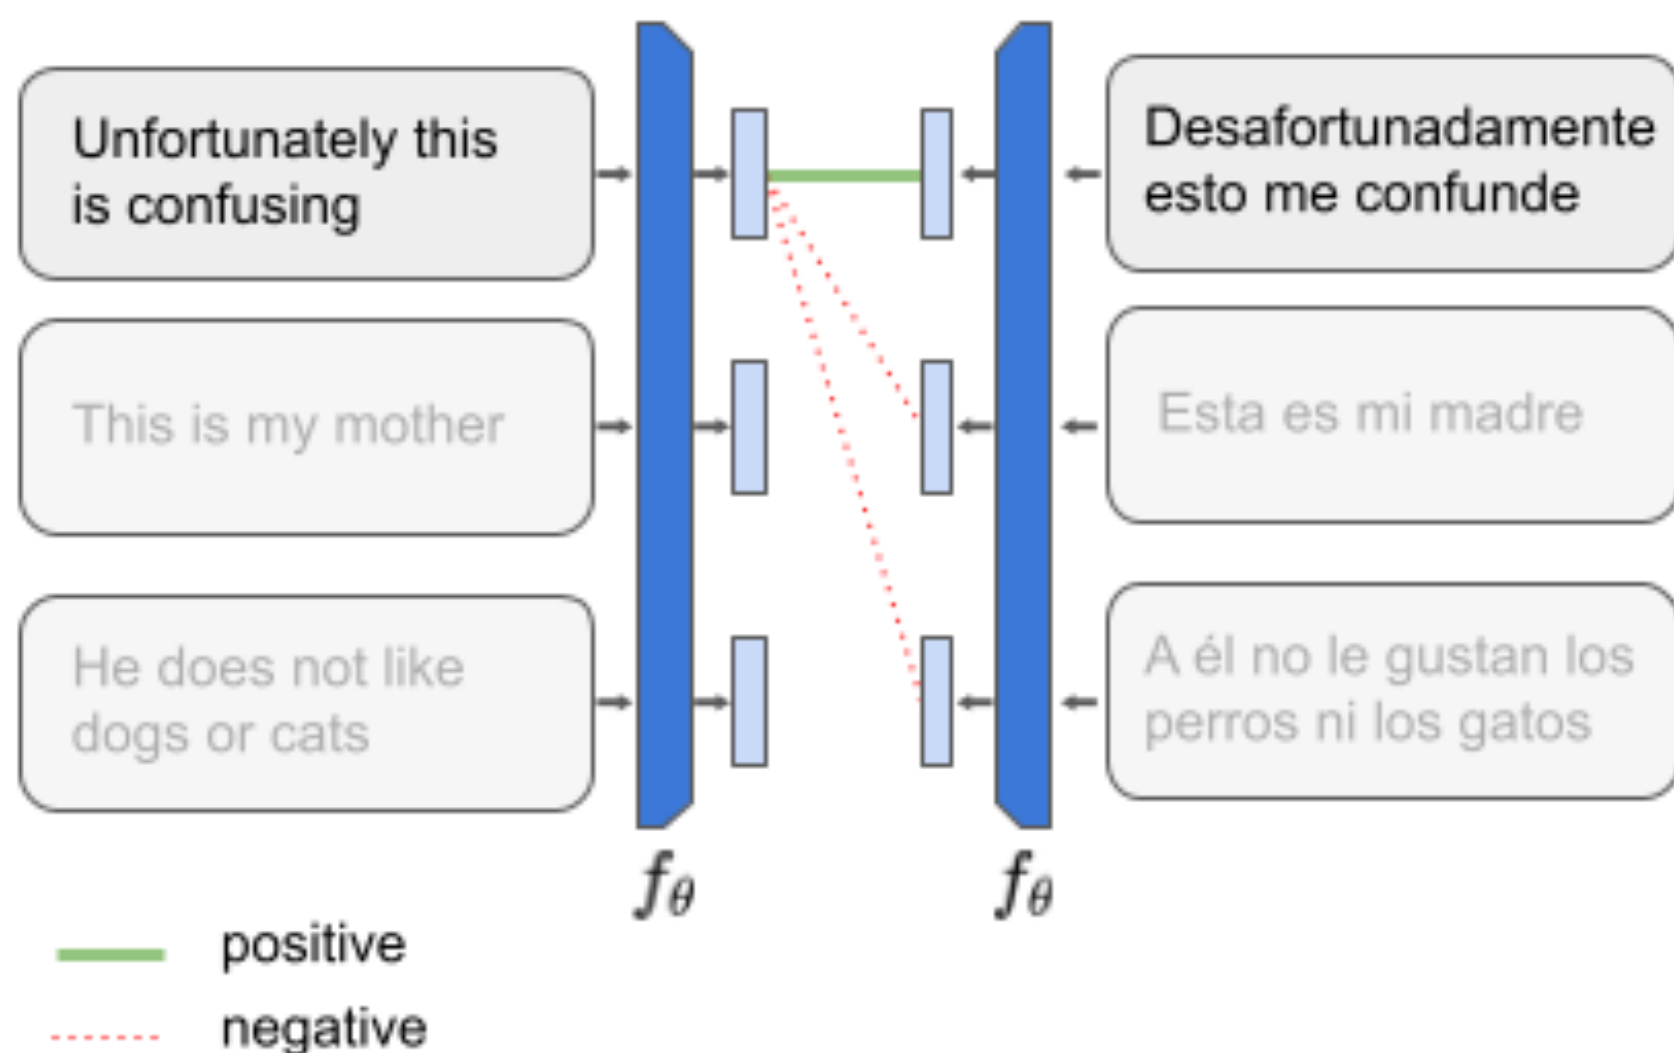 Unfortunately this
is confusing
Desafortunadamente
esto me confunde
This is my mother
Esta es mi madre
He does not like
dogs or cats
A él no le gustan los
perros ni los gatos
fθ
fθ
positive
negative